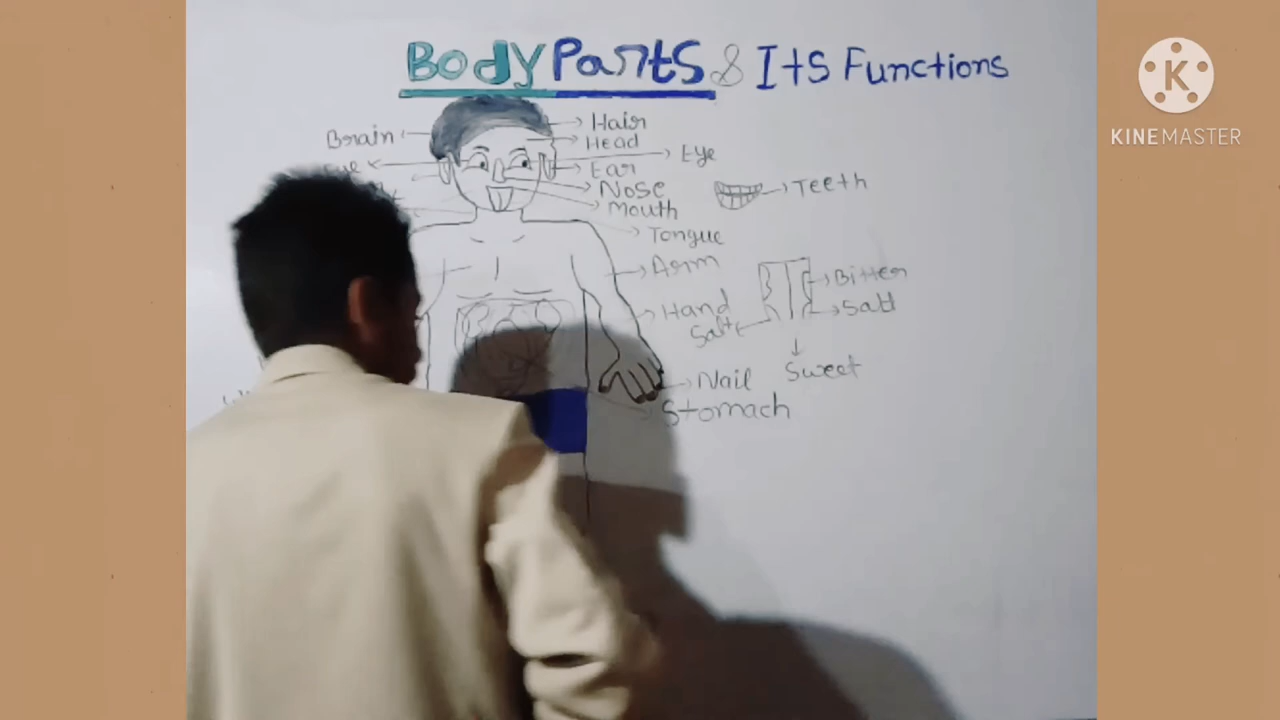 Body Parts & Its Functions
Hair
Brain
Head
Eye
Ear
Nose
Teeth
Mouth
Tongue
Arm
Bitter
Hand
Salt
Salt
Sweet
Nail
Stomach
KINEMASTER